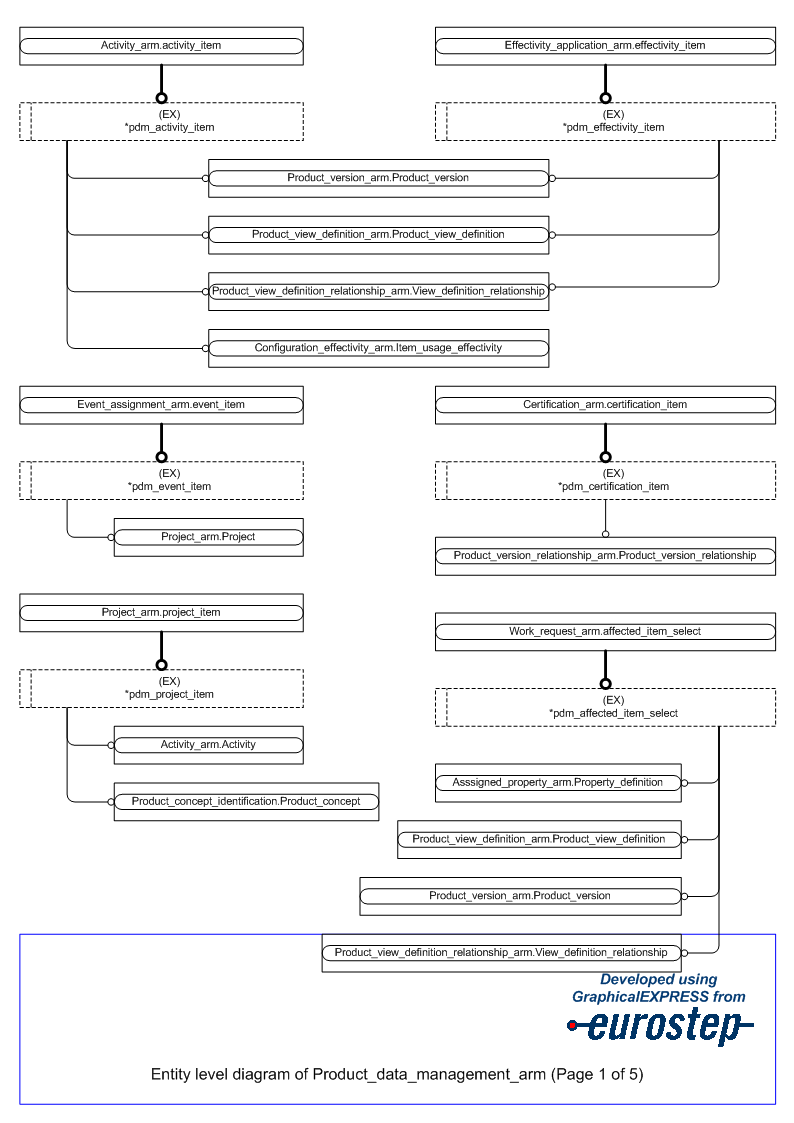 Activity_arm.activity_item
Effectivity_application_arm.effectivity_item
(EX)
*pdm_activity_item
(EX)
*pdm_effectivity_item
Product_version_arm.Product_version
Product_view_definition_arm.Product_view_definition
Product_view_definition_relationship_arm.View_definition_relationship
Configuration_effectivity_arm.Item_usage_effectivity
Event_assignment_arm.event_item
Certification_arm.certification_item
(EX)
*pdm_event_item
(EX)
*pdm_certification_item
Project_arm.Project
Product_version_relationship_arm.Product_version_relationship
Project_arm.project_item
Work_request_arm.affected_item_select
(EX)
*pdm_project_item
(EX)
*pdm_affected_item_select
Activity_arm.Activity
Asssigned_property_arm.Property_definition
Product_concept_identification.Product_concept
Product_view_definition_arm.Product_view_definition
Product_version_arm.Product_version
Product_view_definition_relationship_arm.View_definition_relationship
Developed using
GraphicalEXPRESS from
eurostep
Entity level diagram of Product_data_management_arm (Page 1 of 5)